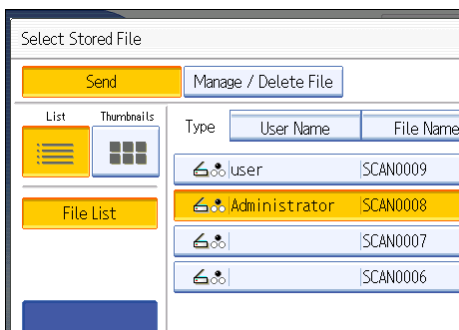 Select Stored File
Send Manage / Delete File
List Thumbnails
Type User Name File Name
user SCAN0009
File List
Administrator SCAN0008
SCAN0007
SCAN0006